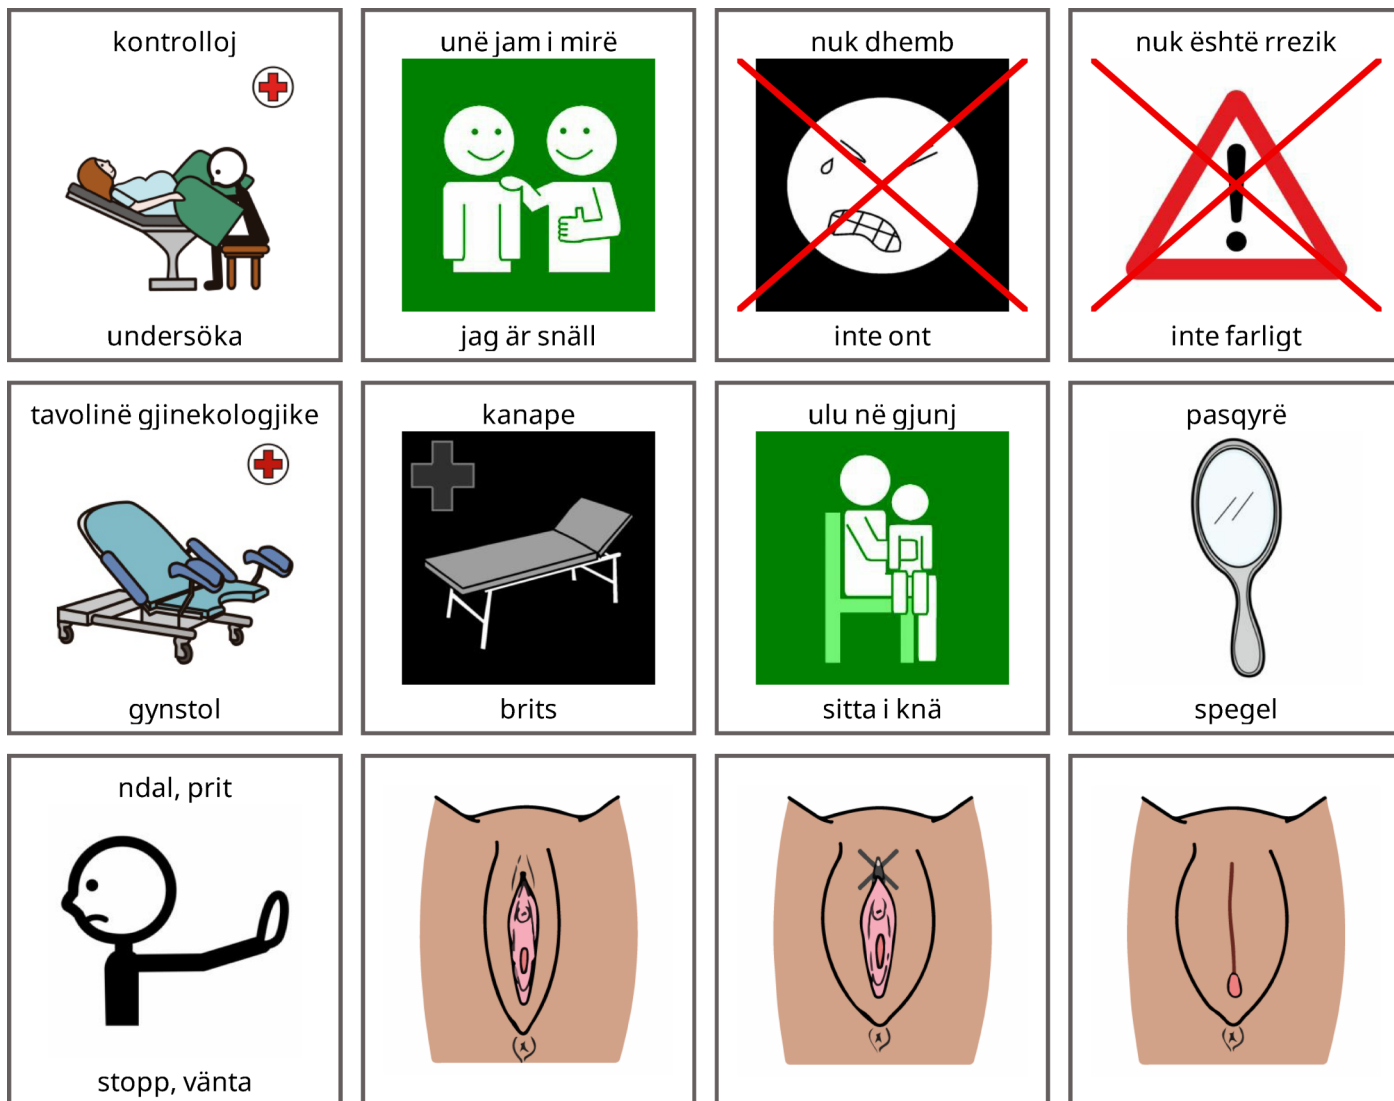 kontrolloj
unë jam i mirë
nuk dhemb
nuk është rrezik
undersöka
jag är snäll
inte ont
inte farligt
tavolinë gjinekologjike
kanape
ulu në gjunj
pasqyrë
gynstol
brits
sitta i knä
spegel
ndal, prit
stopp, vänta